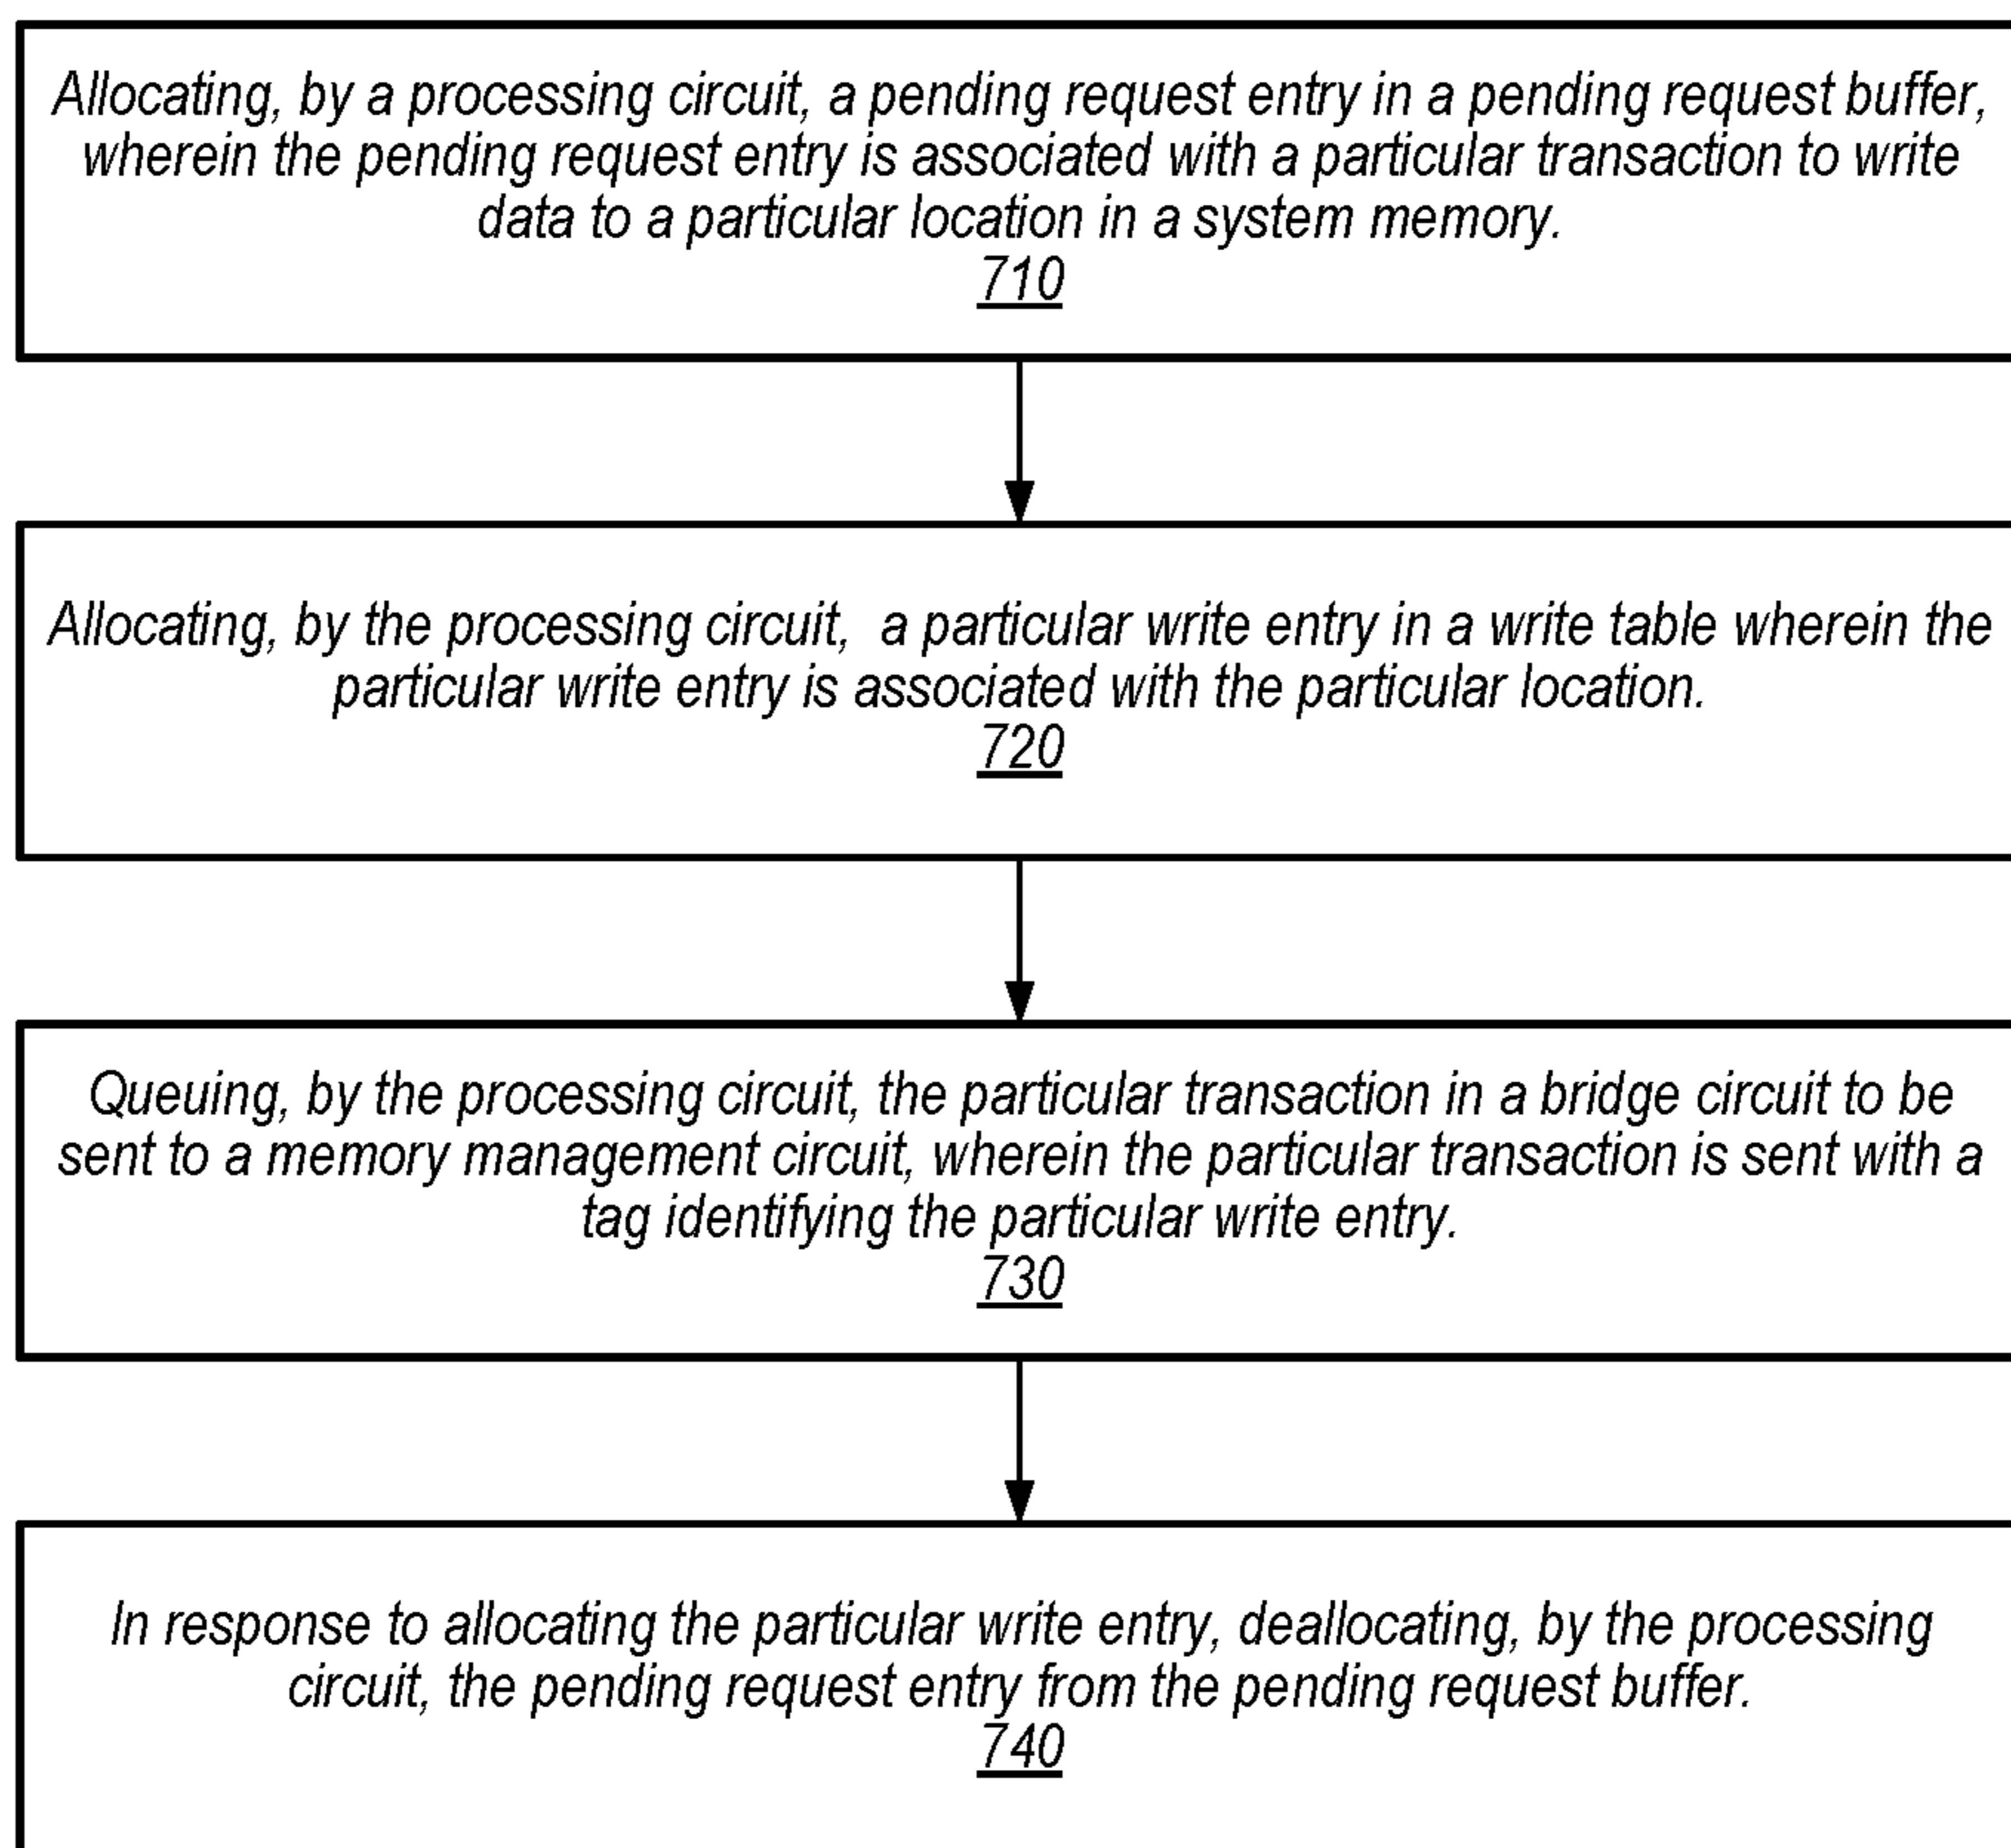 Allocating, by a processing circuit, a pending request entry in a pending request buffer,
wherein the pending request entry is associated with a particular transaction to write
data to a particular location in a system memory.
710
Allocating, by the processing circuit,  a particular write entry in a write table wherein the
particular write entry is associated with the particular location.
720
Queuing, by the processing circuit, the particular transaction in a bridge circuit to be
sent to a memory management circuit, wherein the particular transaction is sent with a
tag identifying the particular write entry.
730
In response to allocating the particular write entry, deallocating, by the processing
circuit, the pending request entry from the pending request buffer.
740